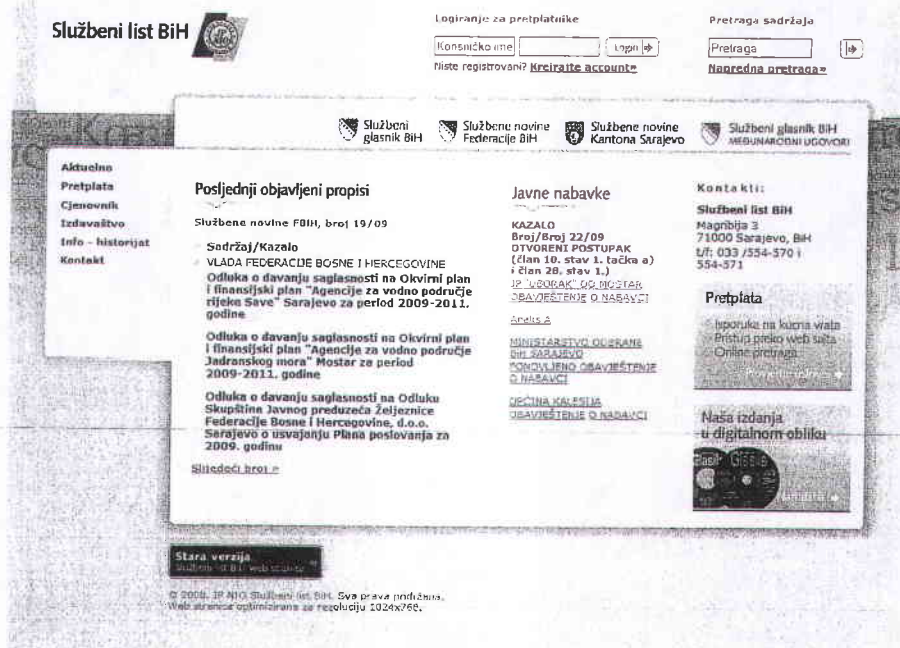 Službeni list BiH
Logiranje za pretplatnike
Korisničko ime
Login
Niste registrovani? Kreirajte account»
Pretraga sadržaja
Pretraga
Napredna pretraga»
Službeni
glasnik BiH
Službene novine
Federacije BiH
Službene novine
Kantona Sarajevo
Službeni glasnik BiH
MEĐUNARODNI UGOVORI
Aktuelno
Pretplata
Cjenovnik
Izdavaštvo
Info - historijat
Kontakt
Posljednji objavljeni propisi
Službene novine FBIH, broj 19/09
Sadržaj/Kazalo
VLADA FEDERACIJE BOSNE I HERCEGOVINE
Odluka o davanju saglasnosti na Okvirni plan
i finansijski plan "Agencije za vodno područje
rijeke Save" Sarajevo za period 2009-2011.
godine
Odluka o davanju saglasnosti na Okvirni plan
i finansijski plan "Agencije za vodno područje
Jadranskog mora" Mostar za period
2009-2011. godine
Odluka o davanju saglasnosti na Odluku
Skupštine Javnog preduzeća Željeznice
Federacije Bosne i Hercegovine, d.o.o.
Sarajevo o usvajanju Plana poslovanja za
2009. godinu
Slijedeći broj »
Javne nabavke
KAZALO
Broj/Broj 22/09
OTVORENI POSTUPAK
(član 10. stav 1. tačka a)
i član 28. stav 1.)
JP "UBORAK" DO MOSTAR
OBAVJEŠTENJE O NABAVCI
Aneks A
MINISTARSTVO ODBRANE
BiH SARAJEVO
PONOVLJENO OBAVJEŠTENJE
O NABAVCI
OPĆINA KALESIJA
OBAVJEŠTENJE O NABAVCI
Kontakti:
Službeni list BiH
Magribija 3
71000 Sarajevo, BiH
t/f: 033 /554-570 i
554-571
Pretplata
Isporuka na kućna vrata
Pristup preko web sajta
Online pretraga
Naša izdanja
u digitalnom obliku
Stara verzija
© 2008. JP NIO Službeni list BiH. Sva prava pridržana.
Web stranice optimizirane za rezoluciju 1024x768.